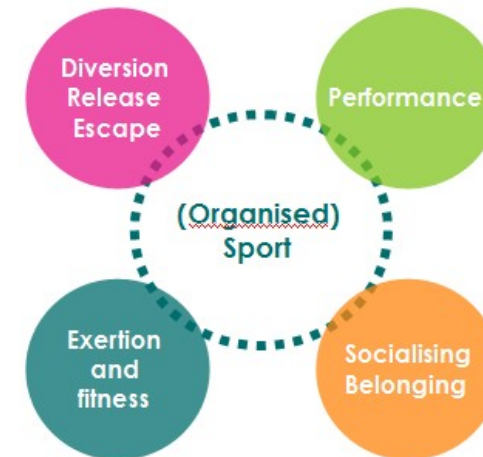 Diversion
Release
Escape
Performance
(Organised)
Sport
Exertion
and
fitness
Socialising
Belonging